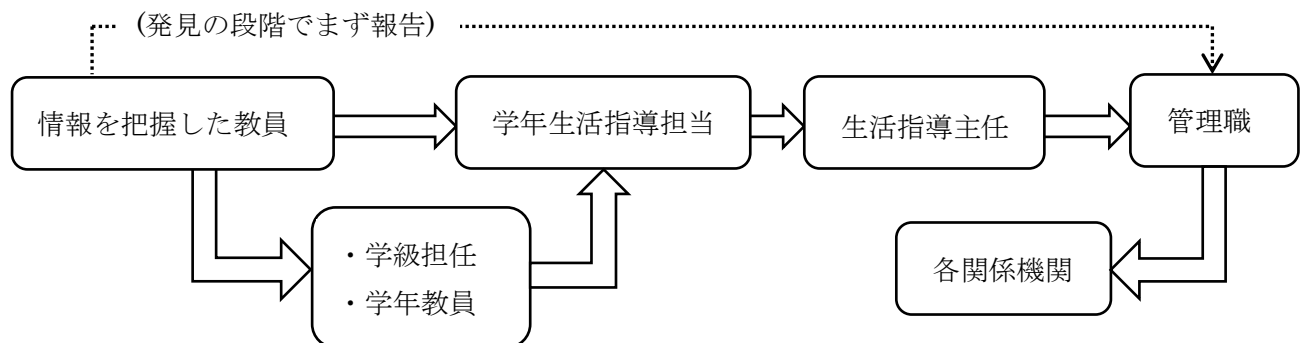 (発見の段階でまず報告)
情報を把握した教員
学年生活指導担当
生活指導主任
管理職
・学級担任
・学年教員
各関係機関